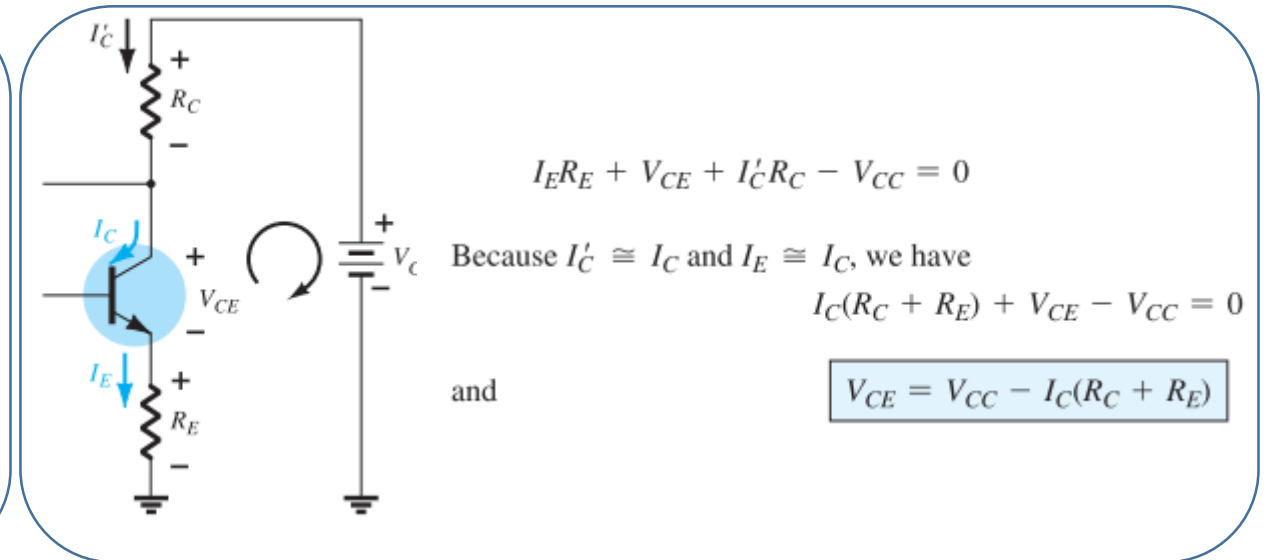 I′C
+
RC
−
IC
+
VCE
−
+
VC
−
IE
+
RE
−
IERE + VCE + I′CRC − VCC = 0
Because I′C ≅ IC and IE ≅ IC, we have
IC(RC + RE) + VCE − VCC = 0
and
VCE = VCC − IC(RC + RE)